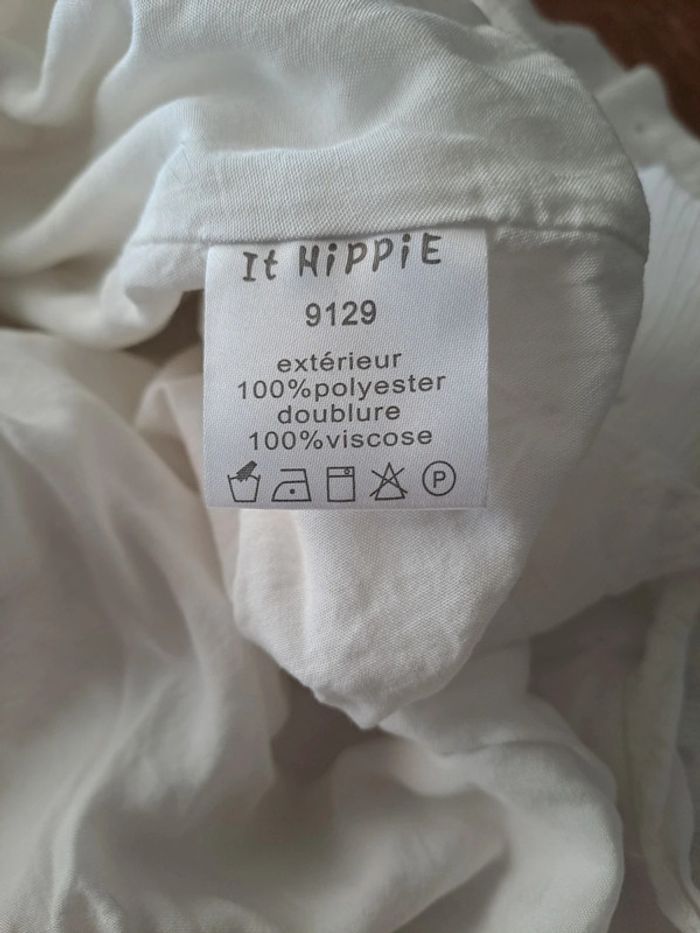 It HiPPiE
9129
extérieur
100%polyester
doublure
100%viscose
P